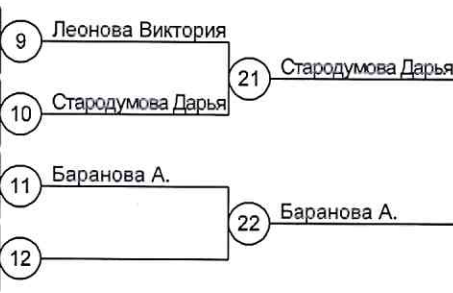 9 Леонова Виктория
21 Стародумова Дарья
10 Стародумова Дарья
11 Баранова А.
22 Баранова А.
12